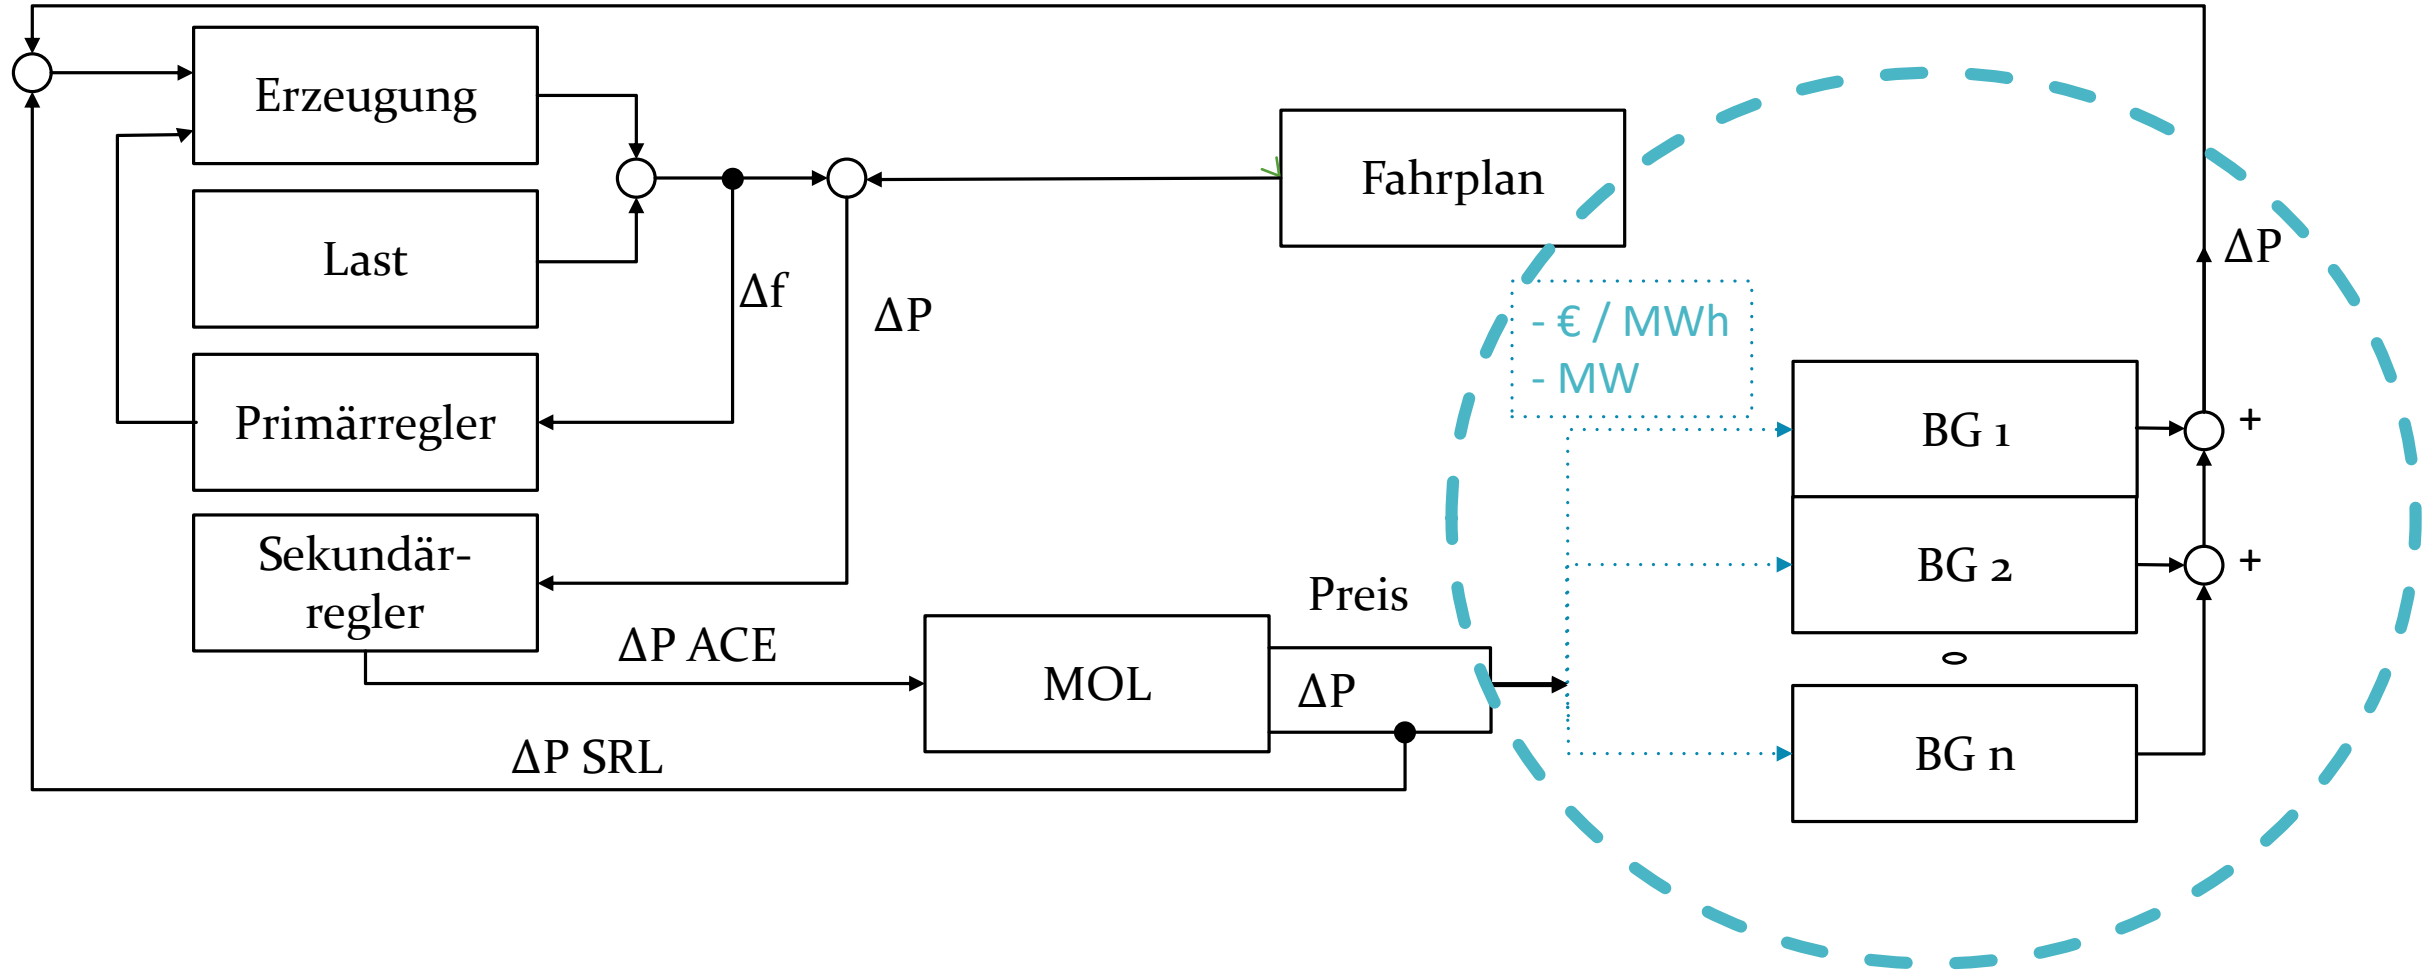 Erzeugung
Fahrplan
Last
Δf
ΔP
ΔP
- € / MWh
- MW
Primärregler
BG 1
+
Sekundär-
regler
BG 2
+
Preis
ΔP ACE
MOL
ΔP
ΔP SRL
BG n